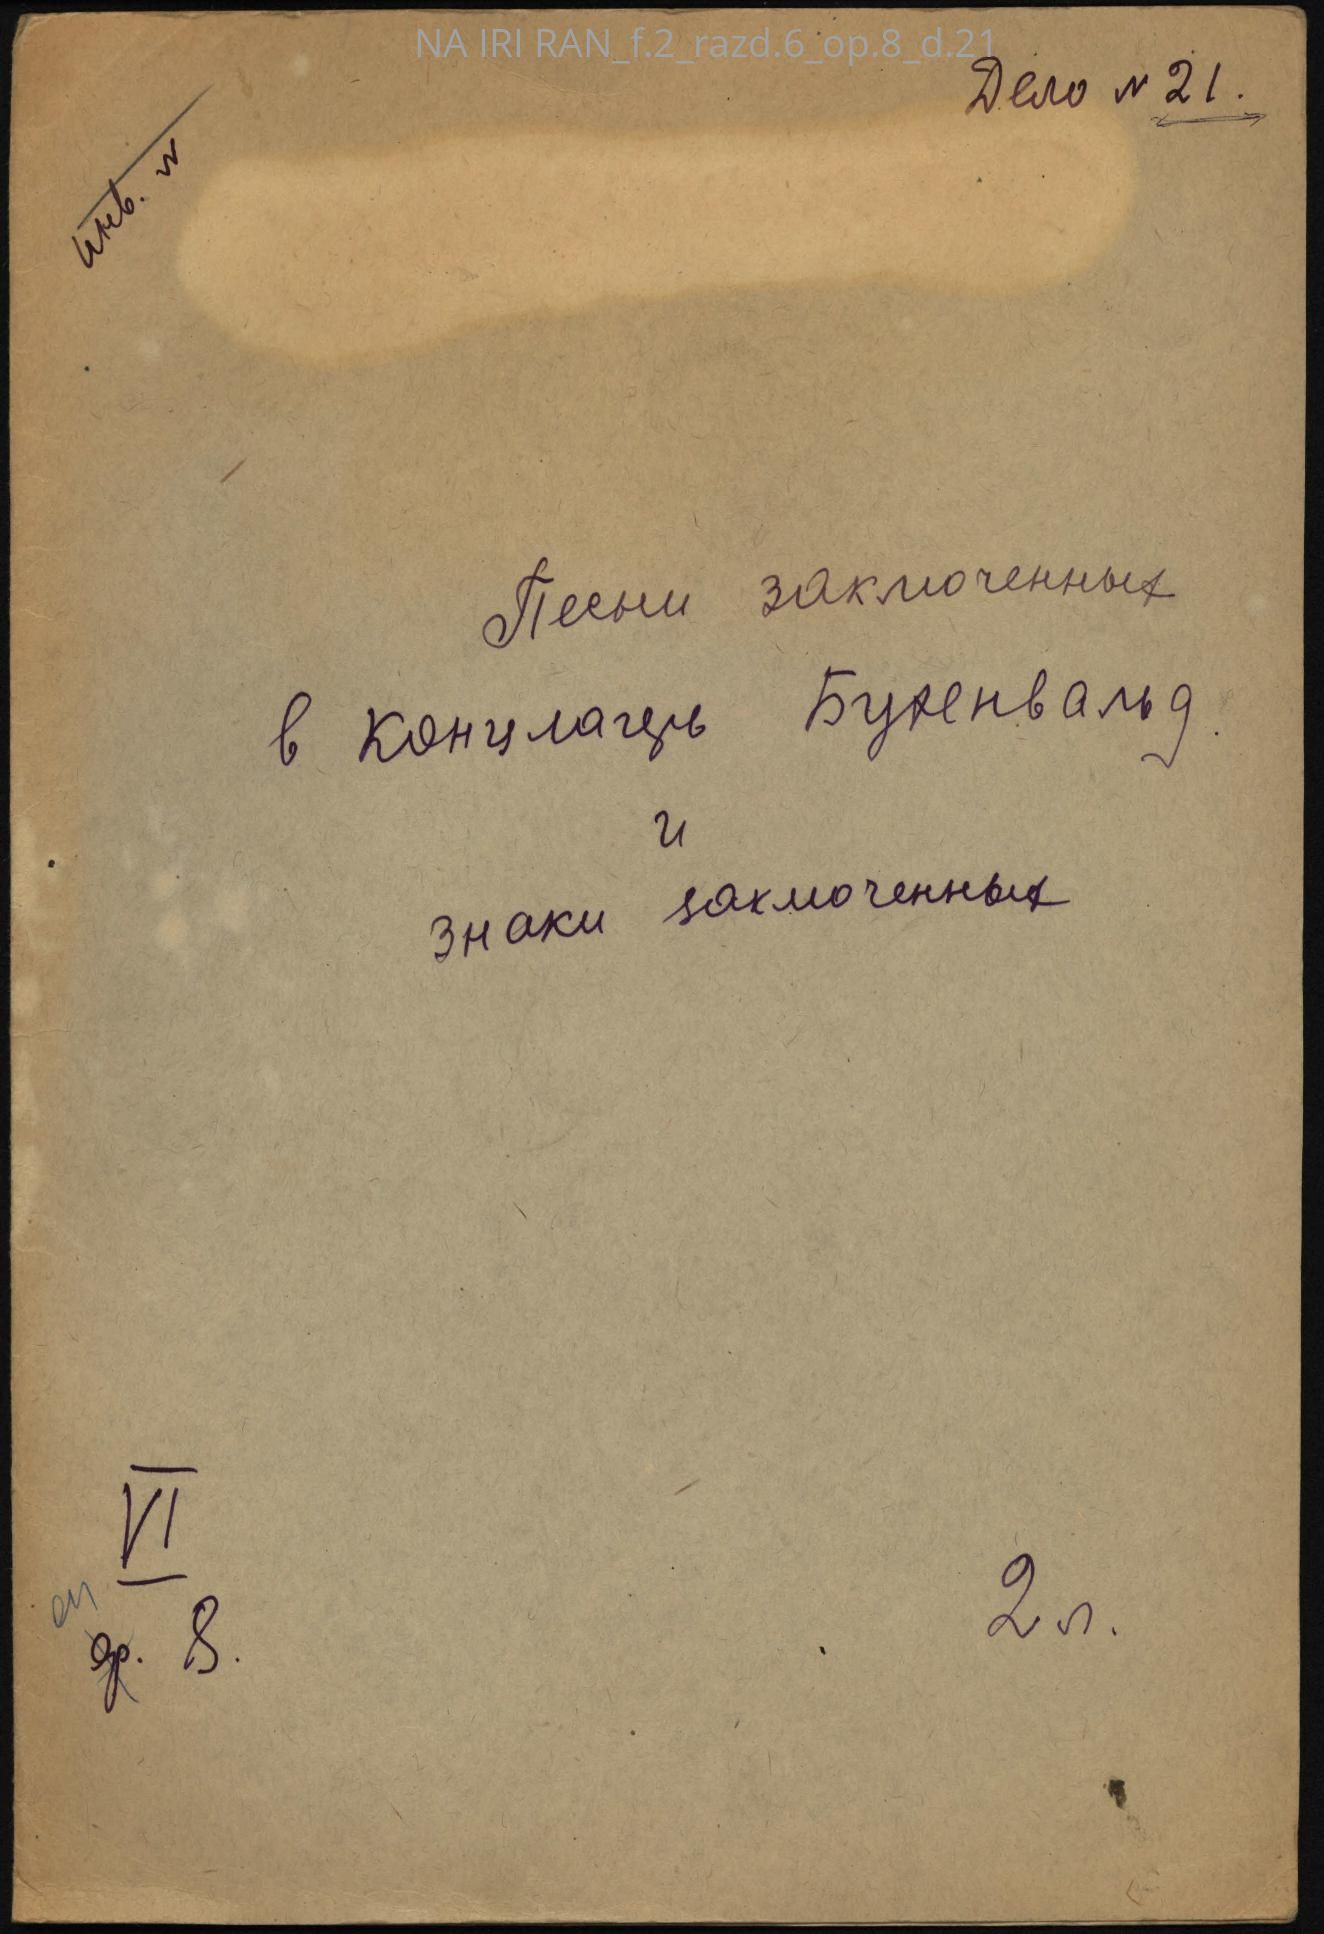 NA IRI RAN_f.2_razd.6_op.8_d.21
Дело № 21.
Инв. №
Песни заключенных
в концлагерь Бухенвальд.
и
знаки заключенных
VI
оп
ф. 8.
2 л.